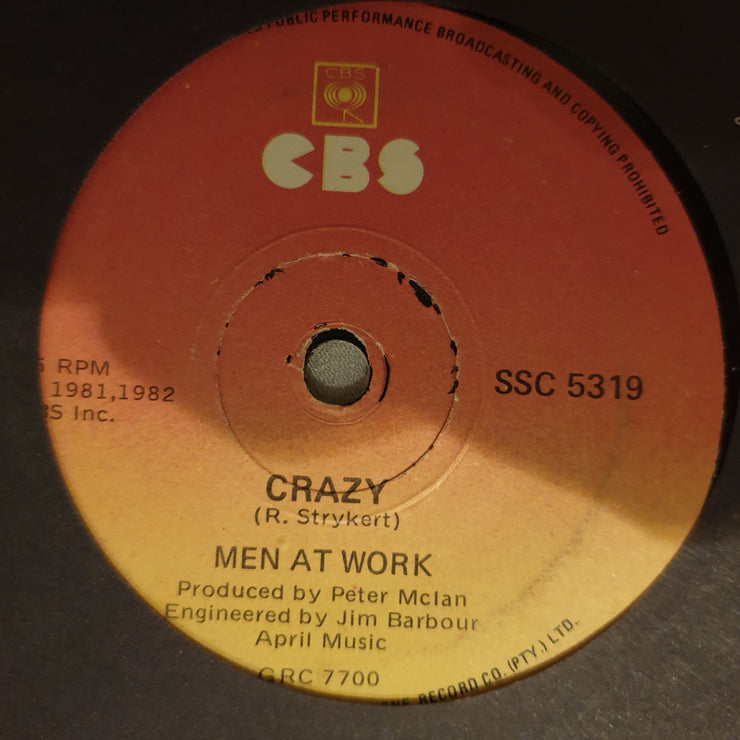 PUBLIC PERFORMANCE BROADCASTING AND COPYING PROHIBITED
CBS
CBS
RPM
1981,1982
Inc.
SSC 5319
CRAZY
(R. Strykert)
MEN AT WORK
Produced by Peter McIan
Engineered by Jim Barbour
April Music
GRC 7700
RECORD CO. (PTY.) LTD.